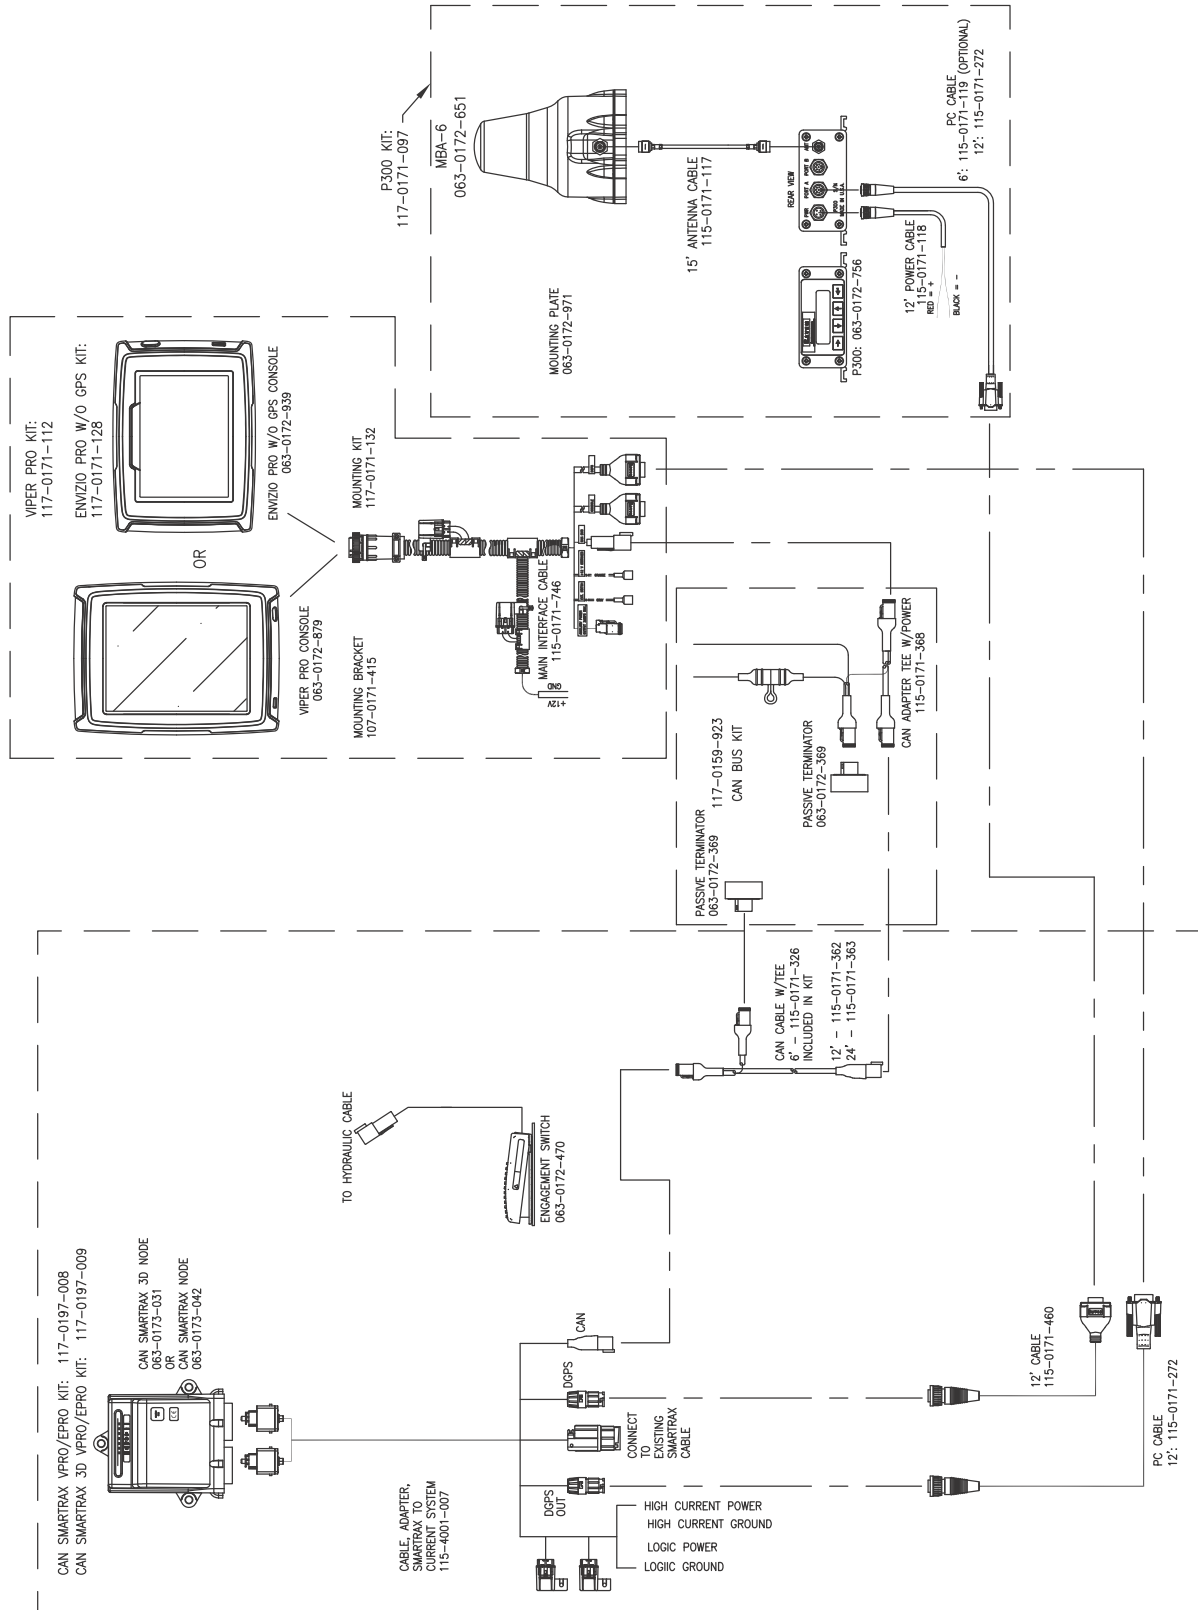 P300 KIT:
117-0171-097
MBA-6
063-0172-651
15' ANTENNA CABLE
115-0171-117
MOUNTING PLATE
063-0172-971
REAR VIEW
PWR
PORT A
PORT B
ANT
P300
S/N
MADE IN U.S.A
RAVEN
P300: 063-0172-756
12' POWER CABLE
115-0171-118
RED = +
BLACK = -
PC CABLE
6': 115-0171-119 (OPTIONAL)
12': 115-0171-272
VIPER PRO KIT:
117-0171-112
ENVIZIO PRO W/O GPS KIT:
117-0171-128
ENVIZIO PRO W/O GPS CONSOLE
063-0172-939
OR
VIPER PRO CONSOLE
063-0172-879
MOUNTING KIT
117-0171-132
MOUNTING BRACKET
107-0171-415
MAIN INTERFACE CABLE
115-0171-746
+12V
GND
117-0159-923
CAN BUS KIT
PASSIVE TERMINATOR
063-0172-369
PASSIVE TERMINATOR
063-0172-369
CAN ADAPTER TEE W/POWER
115-0171-368
CAN CABLE W/TEE
6' - 115-0171-326
INCLUDED IN KIT
12' - 115-0171-362
24' - 115-0171-363
CAN SMARTRAX VPRO/EPRO KIT: 117-0197-008
CAN SMARTRAX 3D VPRO/EPRO KIT: 117-0197-009
CAN SMARTRAX 3D NODE
063-0173-031
OR
CAN SMARTRAX NODE
063-0173-042
TO HYDRAULIC CABLE
ENGAGEMENT SWITCH
063-0172-470
CABLE, ADAPTER,
SMARTRAX TO
CURRENT SYSTEM
115-4001-007
CAN
DGPS
CONNECT
TO
EXISTING
SMARTRAX
CABLE
DGPS
OUT
HIGH CURRENT POWER
HIGH CURRENT GROUND
LOGIC POWER
LOGIIC GROUND
12' CABLE
115-0171-460
PC CABLE
12': 115-0171-272